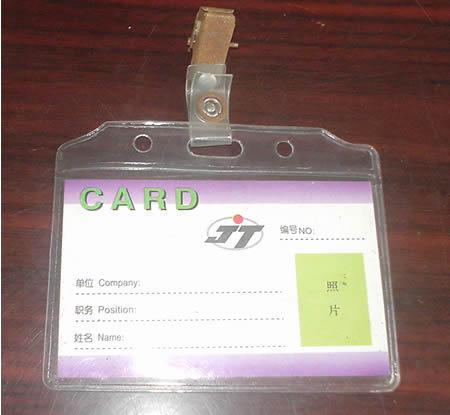 CARD
JT
编号NO:
单位 Company:
职务 Position:
姓名 Name:
照
片